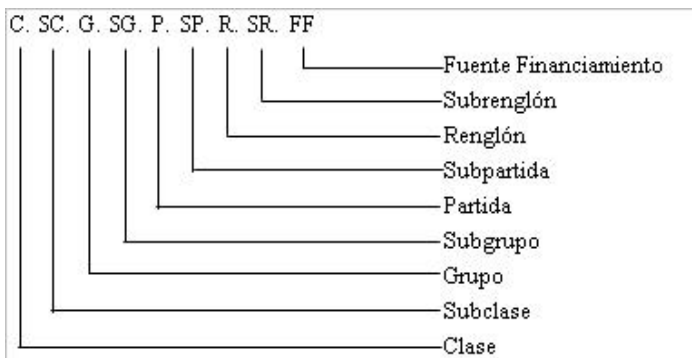 C. SC. G. SG. P. SP. R. SR. FF
Fuente Financiamiento
Subrenglón
Renglón
Subpartida
Partida
Subgrupo
Grupo
Subclase
Clase